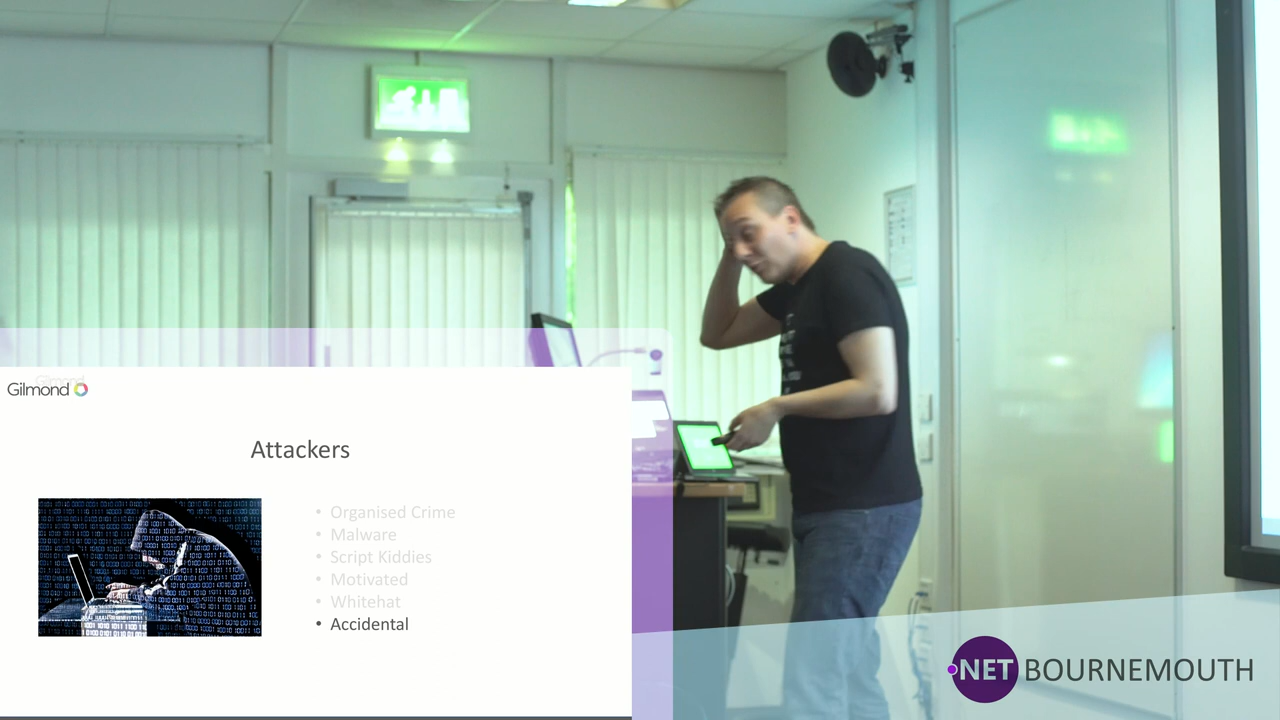 Gilmond
Attackers
• Organised Crime
• Malware
• Script Kiddies
• Motivated
• Whitehat
• Accidental
.NET BOURNEMOUTH